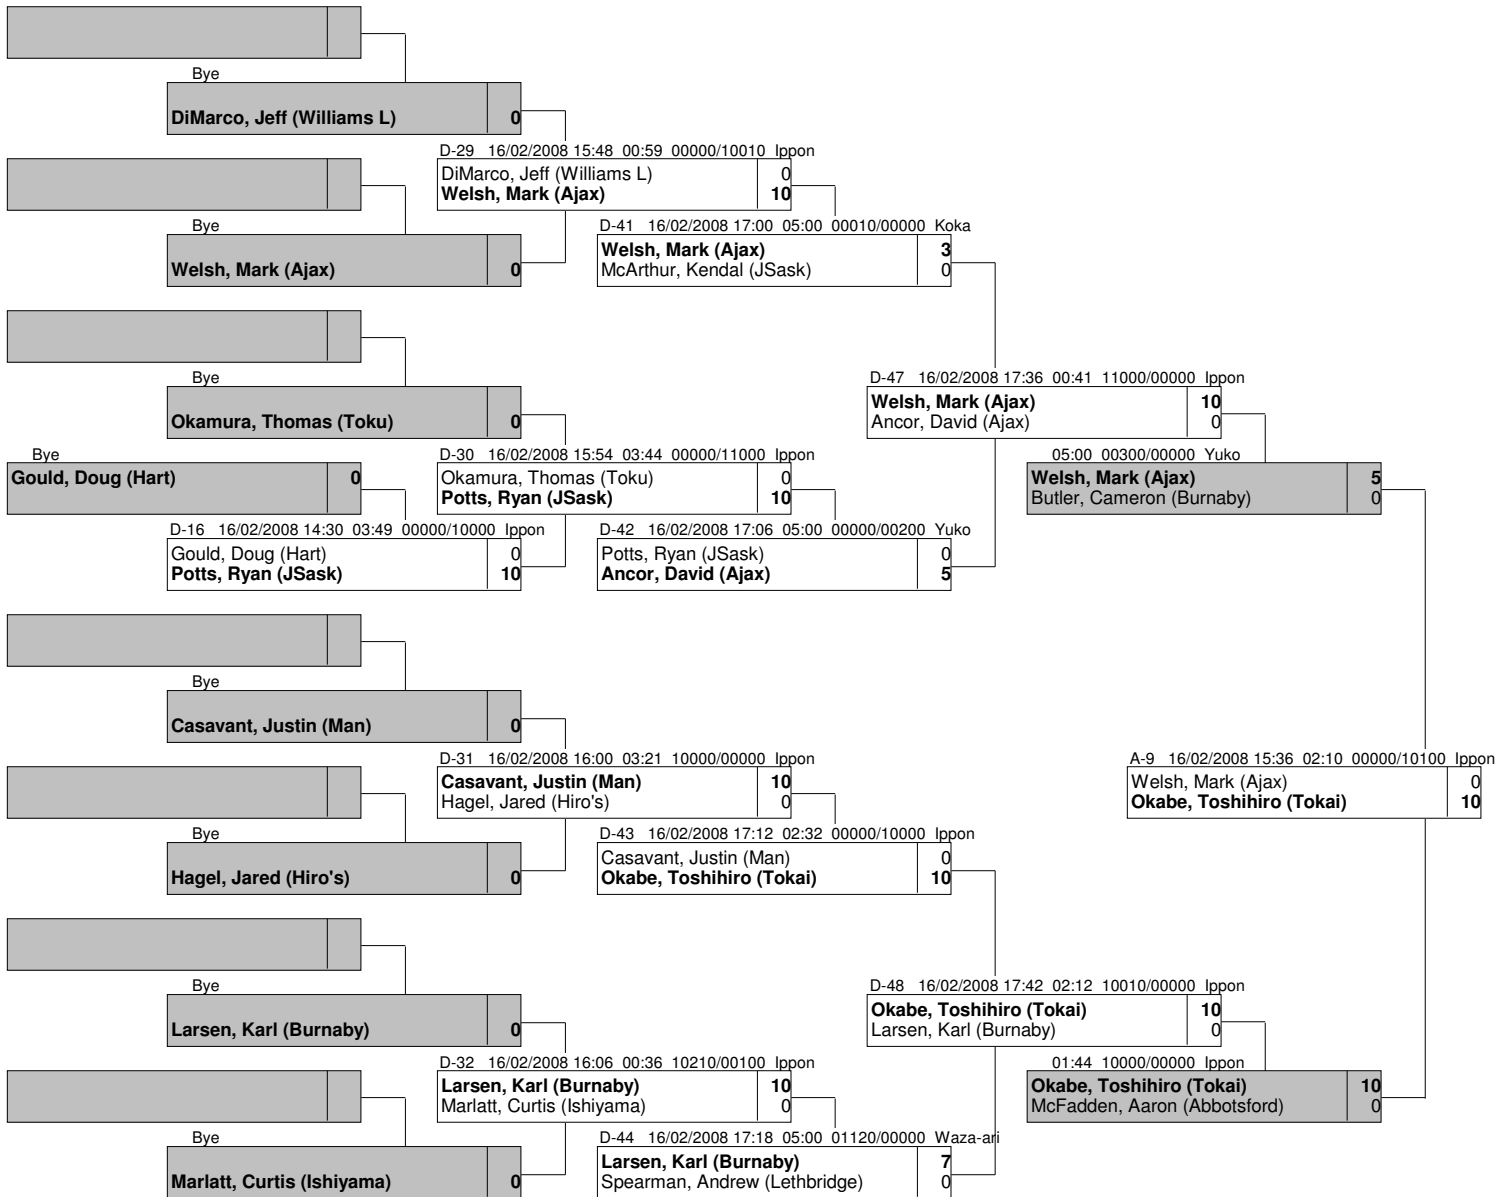 Bye
DiMarco, Jeff (Williams L) 0
D-29 16/02/2008 15:48 00:59 00000/10010 Ippon
DiMarco, Jeff (Williams L) 0
Welsh, Mark (Ajax) 10
Bye
Welsh, Mark (Ajax) 0
D-41 16/02/2008 17:00 05:00 00010/00000 Koka
Welsh, Mark (Ajax) 3
McArthur, Kendal (JSask) 0
Bye
Okamura, Thomas (Toku) 0
D-47 16/02/2008 17:36 00:41 11000/00000 Ippon
Welsh, Mark (Ajax) 10
Ancor, David (Ajax) 0
Bye
Gould, Doug (Hart) 0
D-30 16/02/2008 15:54 03:44 00000/11000 Ippon
Okamura, Thomas (Toku) 0
Potts, Ryan (JSask) 10
05:00 00300/00000 Yuko
Welsh, Mark (Ajax) 5
Butler, Cameron (Burnaby) 0
D-16 16/02/2008 14:30 03:49 00000/10000 Ippon
Gould, Doug (Hart) 0
Potts, Ryan (JSask) 10
D-42 16/02/2008 17:06 05:00 00000/00200 Yuko
Potts, Ryan (JSask) 0
Ancor, David (Ajax) 5
Bye
Casavant, Justin (Man) 0
D-31 16/02/2008 16:00 03:21 10000/00000 Ippon
Casavant, Justin (Man) 10
Hagel, Jared (Hiro's) 0
A-9 16/02/2008 15:36 02:10 00000/10100 Ippon
Welsh, Mark (Ajax) 0
Okabe, Toshihiro (Tokai) 10
Bye
Hagel, Jared (Hiro's) 0
D-43 16/02/2008 17:12 02:32 00000/10000 Ippon
Casavant, Justin (Man) 0
Okabe, Toshihiro (Tokai) 10
Bye
Larsen, Karl (Burnaby) 0
D-48 16/02/2008 17:42 02:12 10010/00000 Ippon
Okabe, Toshihiro (Tokai) 10
Larsen, Karl (Burnaby) 0
D-32 16/02/2008 16:06 00:36 10210/00100 Ippon
Larsen, Karl (Burnaby) 10
Marlatt, Curtis (Ishiyama) 0
01:44 10000/00000 Ippon
Okabe, Toshihiro (Tokai) 10
McFadden, Aaron (Abbotsford) 0
Bye
Marlatt, Curtis (Ishiyama) 0
D-44 16/02/2008 17:18 05:00 01120/00000 Waza-ari
Larsen, Karl (Burnaby) 7
Spearman, Andrew (Lethbridge) 0